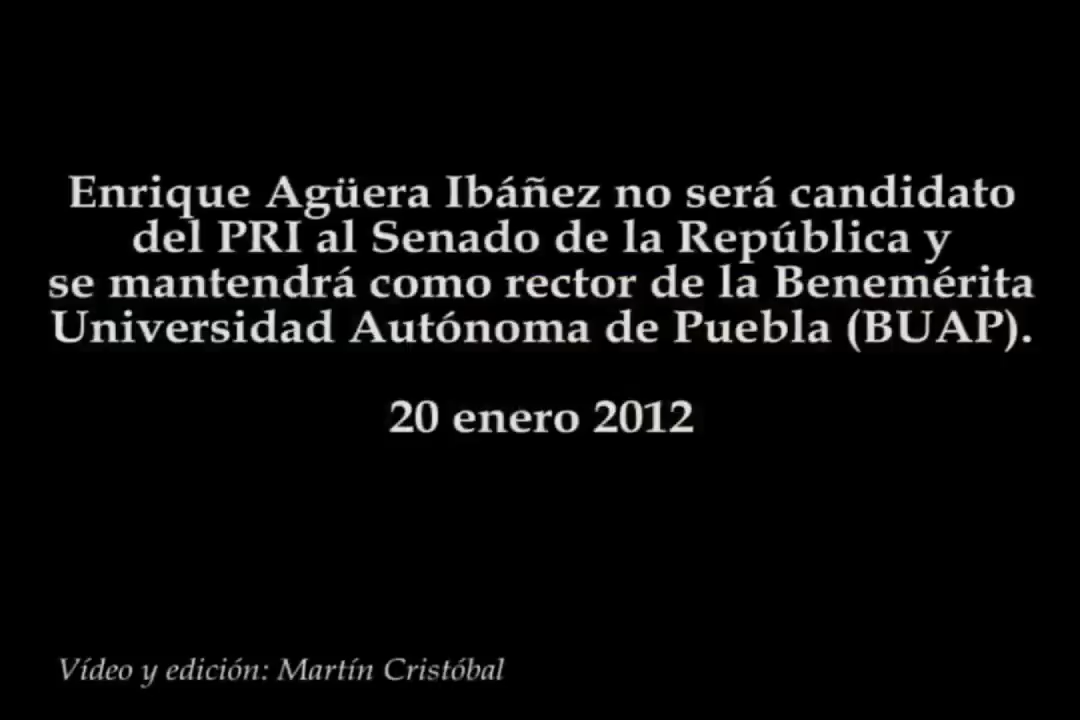 Enrique Agüera Ibáñez no será candidato
del PRI al Senado de la República y
se mantendrá como rector de la Benemérita
Universidad Autónoma de Puebla (BUAP).
20 enero 2012
Vídeo y edición: Martín Cristóbal